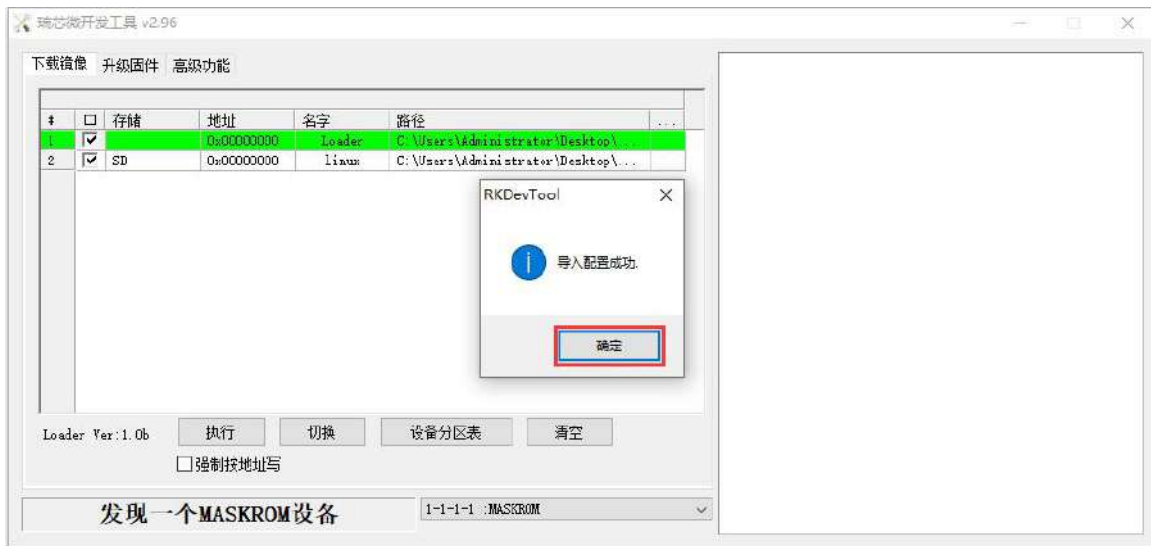 瑞芯微开发工具 v2.96
下载镜像 升级固件 高级功能
# 存储 地址 名字 路径 ...
1 0x00000000 Loader C:\Users\Administrator\Desktop\...
2 SD 0x00000000 linux C:\Users\Administrator\Desktop\...
RKDevTool
导入配置成功.
确定
Loader Ver:1.0b 执行 切换 设备分区表 清空
强制按地址写
发现一个MASKROM设备 1-1-1-1 :MASKROM